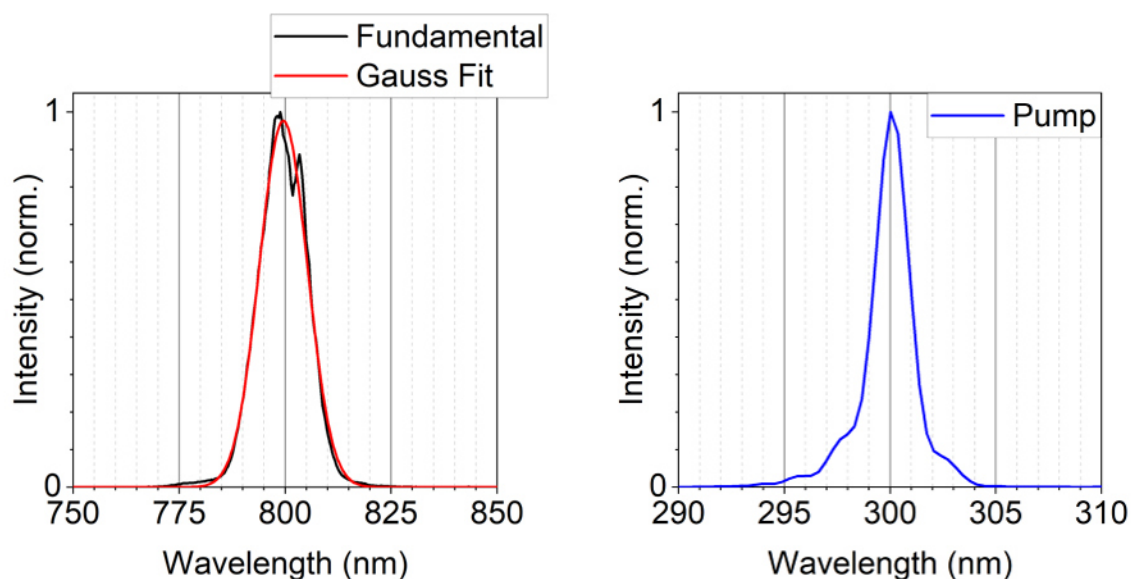 Fundamental
Gauss Fit
1
0
Intensity (norm.)
750 775 800 825 850
Wavelength (nm)
Pump
1
0
Intensity (norm.)
290 295 300 305 310
Wavelength (nm)